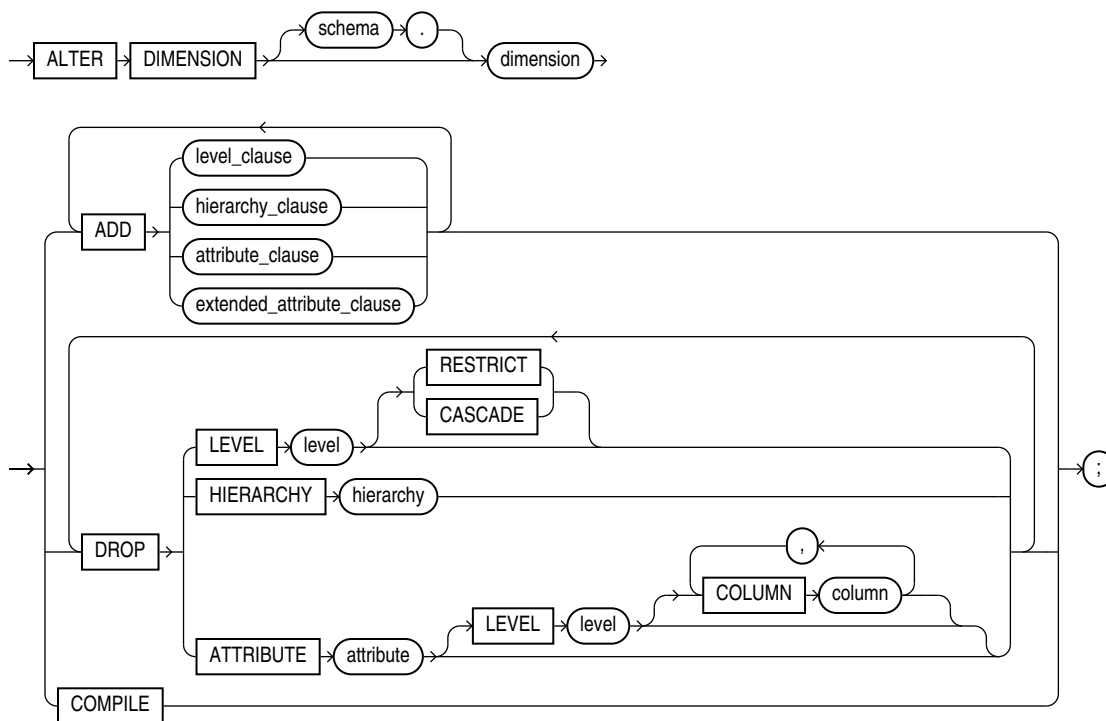 schema .
ALTER DIMENSION dimension
level_clause
hierarchy_clause
ADD
attribute_clause
extended_attribute_clause
RESTRICT
CASCADE
LEVEL level
;
HIERARCHY hierarchy
DROP
,
COLUMN column
LEVEL level
ATTRIBUTE attribute
COMPILE